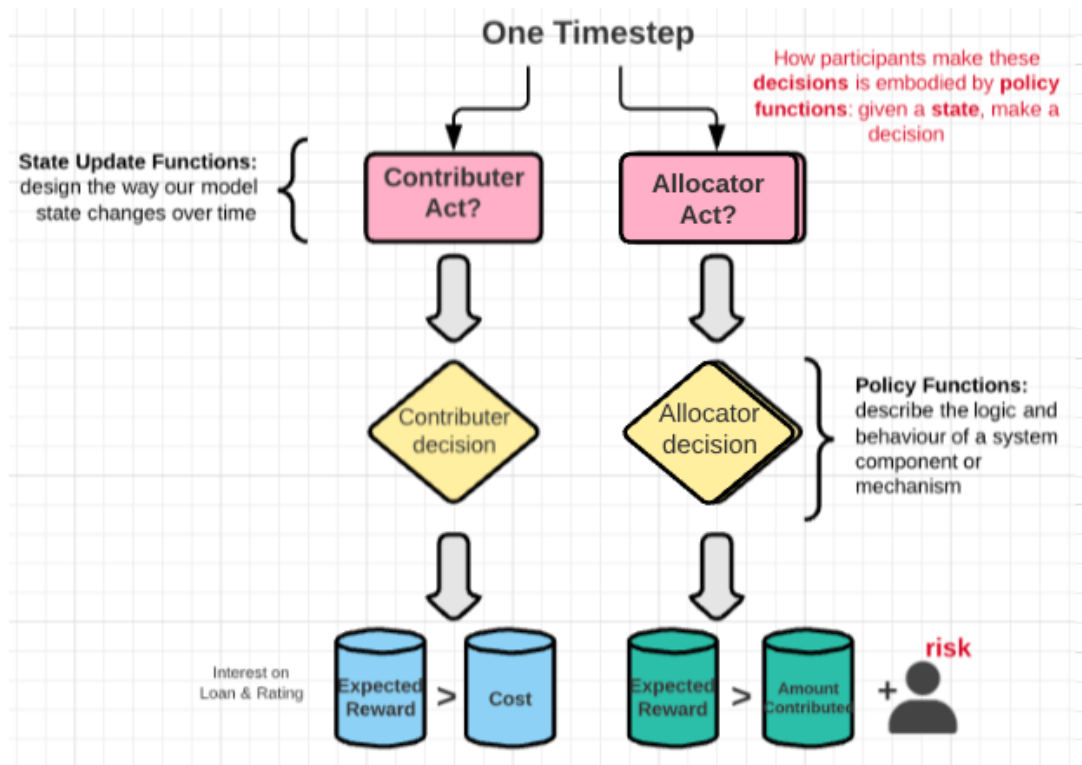 One Timestep
How participants make these
decisions is embodied by policy
functions: given a state, make a
decision
State Update Functions:
design the way our model
state changes over time
Contributer
Act?
Allocator
Act?
Contributer
decision
Allocator
decision
Policy Functions:
describe the logic and
behaviour of a system
component or
mechanism
Interest on
Loan & Rating
Expected
Reward
>
Cost
Expected
Reward
>
Amount
Contributed
+
risk